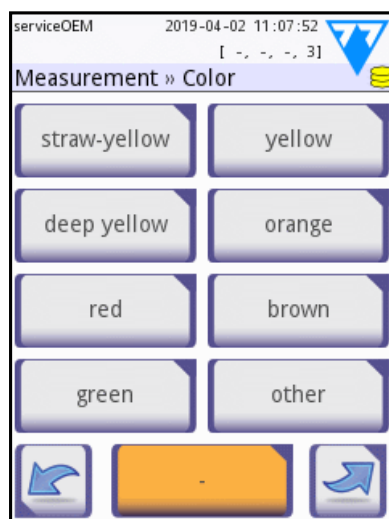 serviceOEM 2019-04-02 11:07:52
[ -, -, -, 3]
Measurement » Color
straw-yellow yellow
deep yellow orange
red brown
green other
-